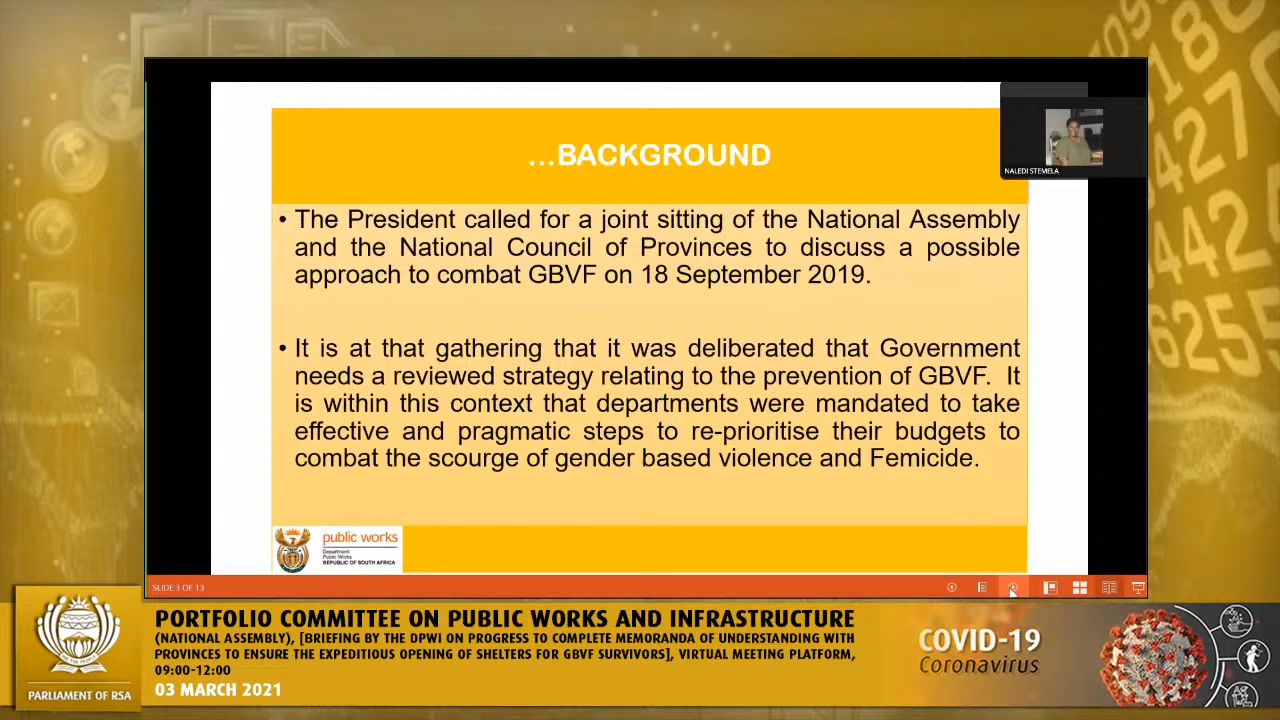 ...BACKGROUND
NALEDI STEMELA
• The President called for a joint sitting of the National Assembly
and the National Council of Provinces to discuss a possible
approach to combat GBVF on 18 September 2019.
• It is at that gathering that it was deliberated that Government
needs a reviewed strategy relating to the prevention of GBVF. It
is within this context that departments were mandated to take
effective and pragmatic steps to re-prioritise their budgets to
combat the scourge of gender based violence and Femicide.
public works
Department
Public Works
REPUBLIC OF SOUTH AFRICA
SLIDE 3 OF 13
PORTFOLIO COMMITTEE ON PUBLIC WORKS AND INFRASTRUCTURE
(NATIONAL ASSEMBLY), [BRIEFING BY THE DPWI ON PROGRESS TO COMPLETE MEMORANDA OF UNDERSTANDING WITH
PROVINCES TO ENSURE THE EXPEDITIOUS OPENING OF SHELTERS FOR GBVF SURVIVORS], VIRTUAL MEETING PLATFORM,
09:00-12:00
03 MARCH 2021
PARLIAMENT OF RSA
COVID-19
Coronavirus